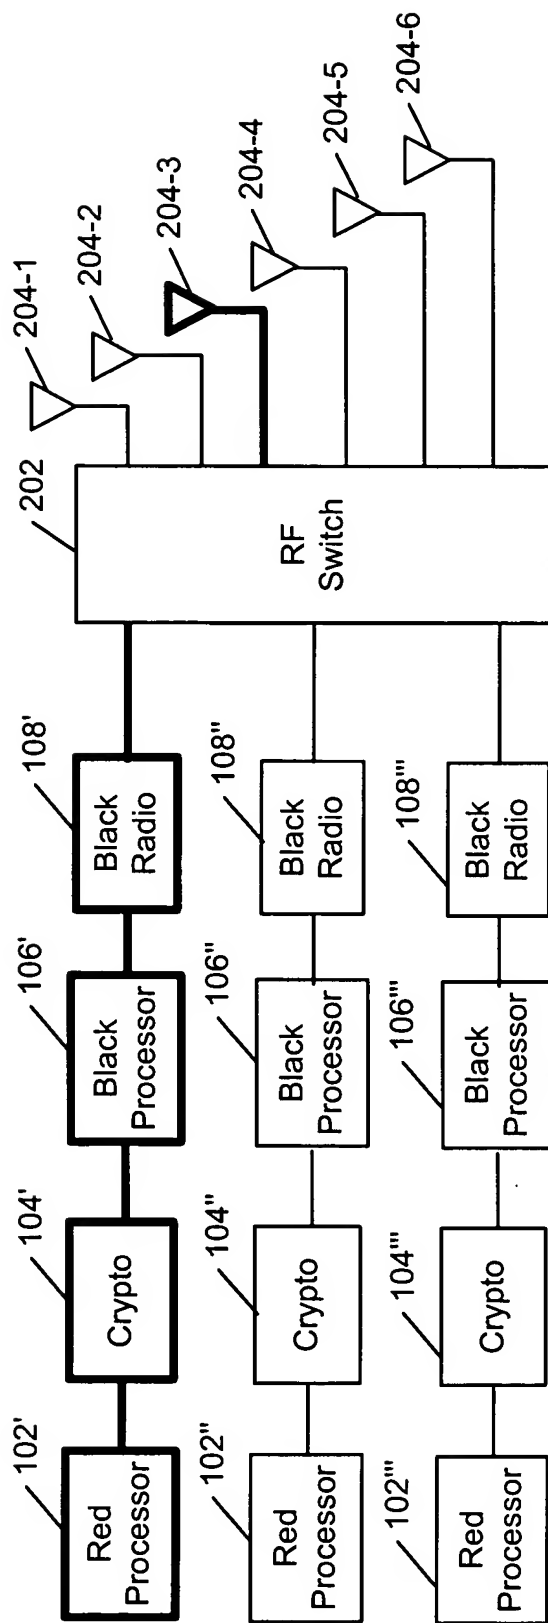 102'
Red
Processor
104'
Crypto
106'
Black
Processor
108'
Black
Radio
102"
Red
Processor
104"
Crypto
106"
Black
Processor
108"
Black
Radio
102'"
Red
Processor
104'"
Crypto
106'"
Black
Processor
108'"
Black
Radio
202
RF
Switch
204-1
204-2
204-3
204-4
204-5
204-6